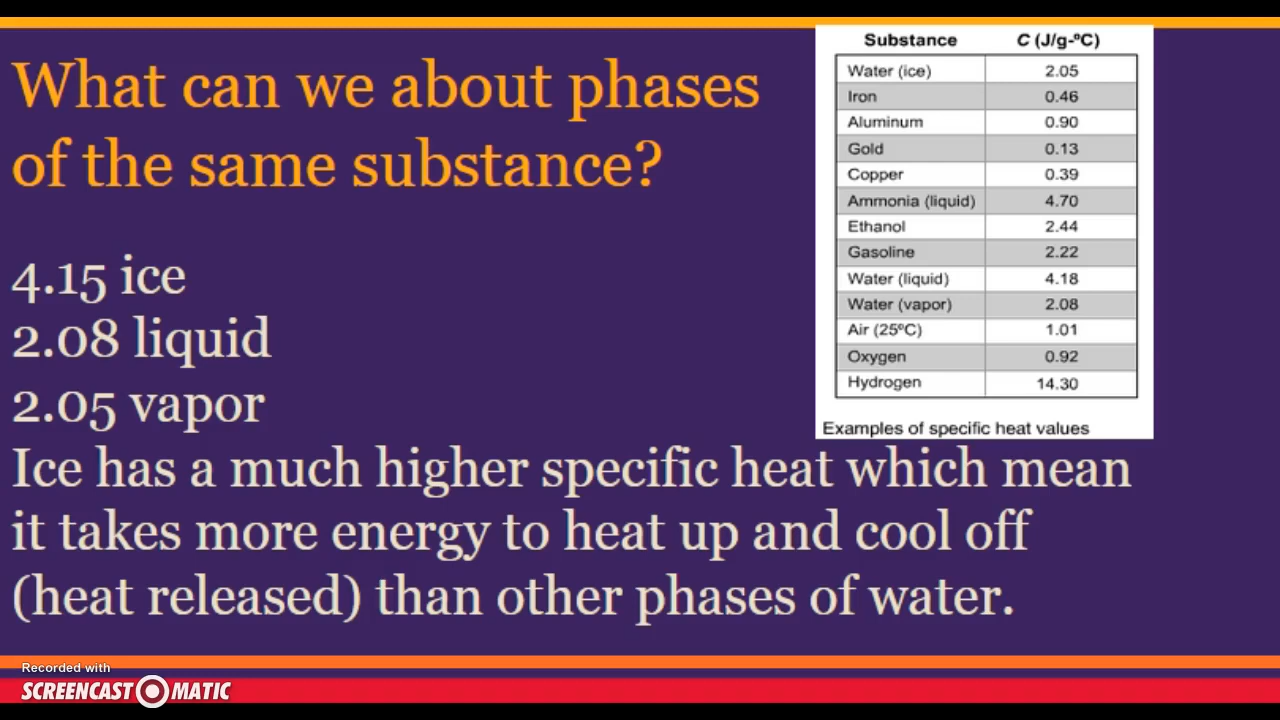 What can we about phases
of the same substance?
4.15 ice
2.08 liquid
2.05 vapor
Ice has a much higher specific heat which mean
it takes more energy to heat up and cool off
(heat released) than other phases of water.
Substance C (J/g-ºC)
Water (ice) 2.05
Iron 0.46
Aluminum 0.90
Gold 0.13
Copper 0.39
Ammonia (liquid) 4.70
Ethanol 2.44
Gasoline 2.22
Water (liquid) 4.18
Water (vapor) 2.08
Air (25ºC) 1.01
Oxygen 0.92
Hydrogen 14.30
Examples of specific heat values
Recorded with
SCREENCAST MATIC